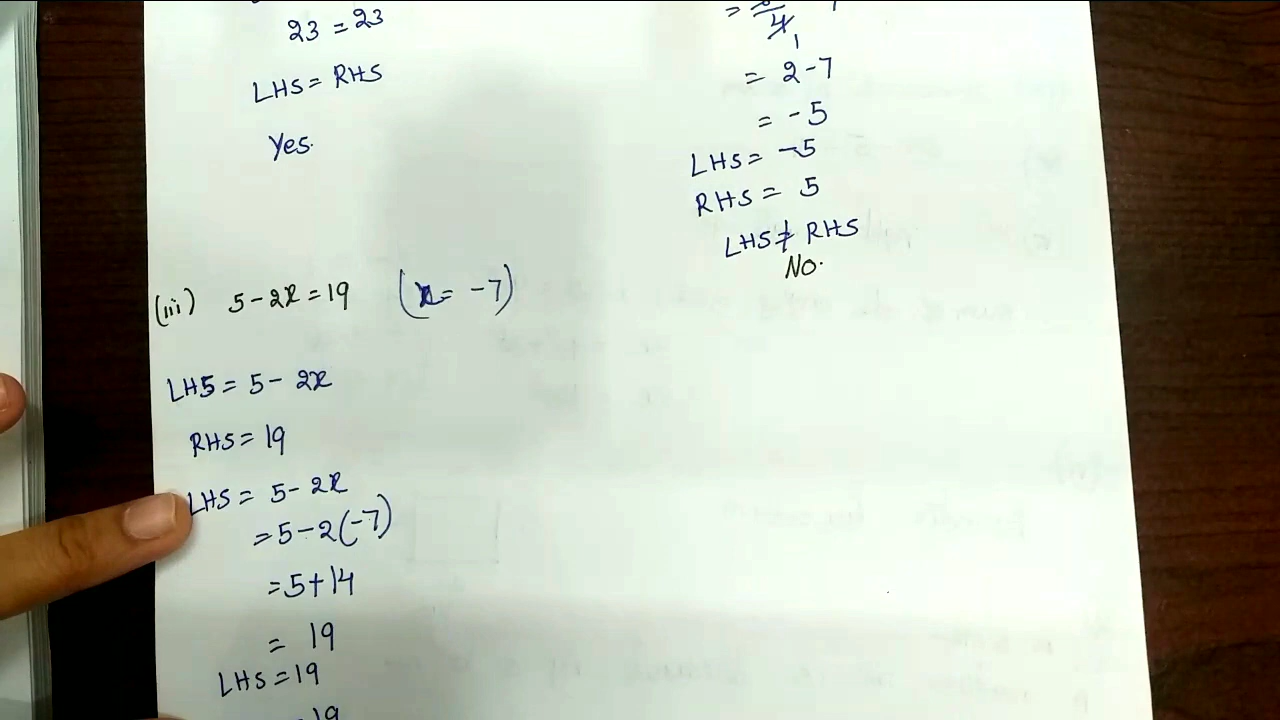 23 = 23
LHS = RHS
Yes.
= 2 - 7
= -5
LHS = -5
RHS = 5
LHS ≠ RHS
No.
(iii) 5 - 2x = 19 (x = -7)
LHS = 5 - 2x
RHS = 19
LHS = 5 - 2x
= 5 - 2(-7)
= 5 + 14
= 19
LHS = 19
= 19